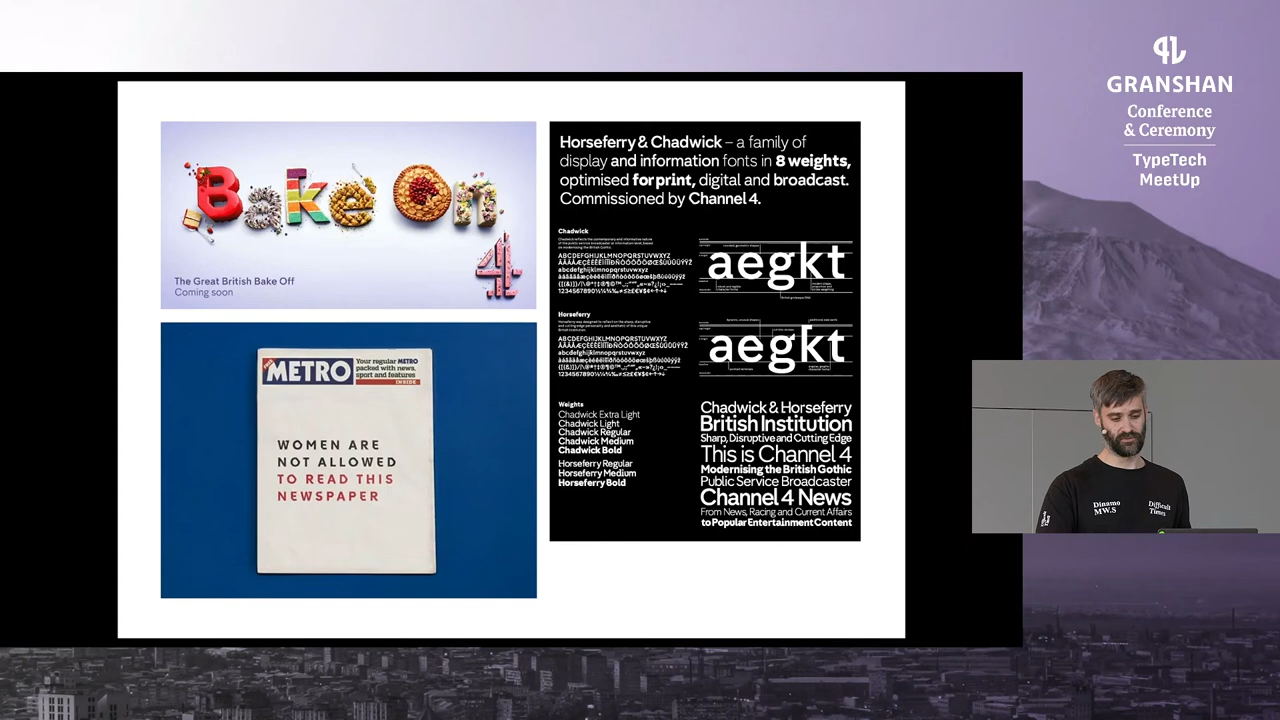 Bake On
4
The Great British Bake Off
Coming soon
METRO
Your regular METRO
packed with news,
sport and features
INSIDE
WOMEN ARE
NOT ALLOWED
TO READ THIS
NEWSPAPER
Horseferry & Chadwick – a family of
display and information fonts in 8 weights,
optimised for print, digital and broadcast.
Commissioned by Channel 4.
Chadwick
ABCDEFGHIJKLMNOPQRSTUVWXYZ
abcdefghijklmnopqrstuvwxyz
aegkt
Horseferry
ABCDEFGHIJKLMNOPQRSTUVWXYZ
abcdefghijklmnopqrstuvwxyz
aegkt
Weights
Chadwick Extra Light
Chadwick Light
Chadwick Regular
Chadwick Medium
Chadwick Bold
Horseferry Regular
Horseferry Medium
Horseferry Bold
Chadwick & Horseferry
British Institution
Sharp, Disruptive and Cutting Edge
This is Channel 4
Modernising the British Gothic
Public Service Broadcaster
Channel 4 News
From News, Racing and Current Affairs
to Popular Entertainment Content
GRANSHAN
Conference
& Ceremony
TypeTech
MeetUp
Dinamo
MW.S
Difficult
Times